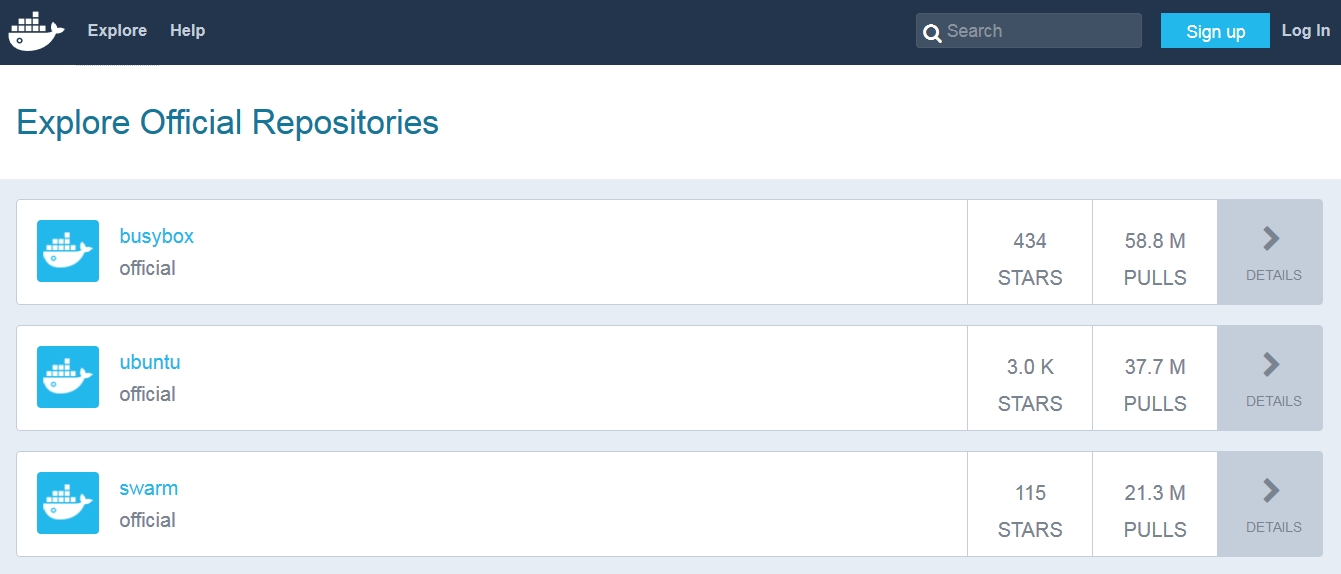 Explore Help Search Sign up Log In
Explore Official Repositories
busybox
official
434
STARS
58.8 M
PULLS
DETAILS
ubuntu
official
3.0 K
STARS
37.7 M
PULLS
DETAILS
swarm
official
115
STARS
21.3 M
PULLS
DETAILS